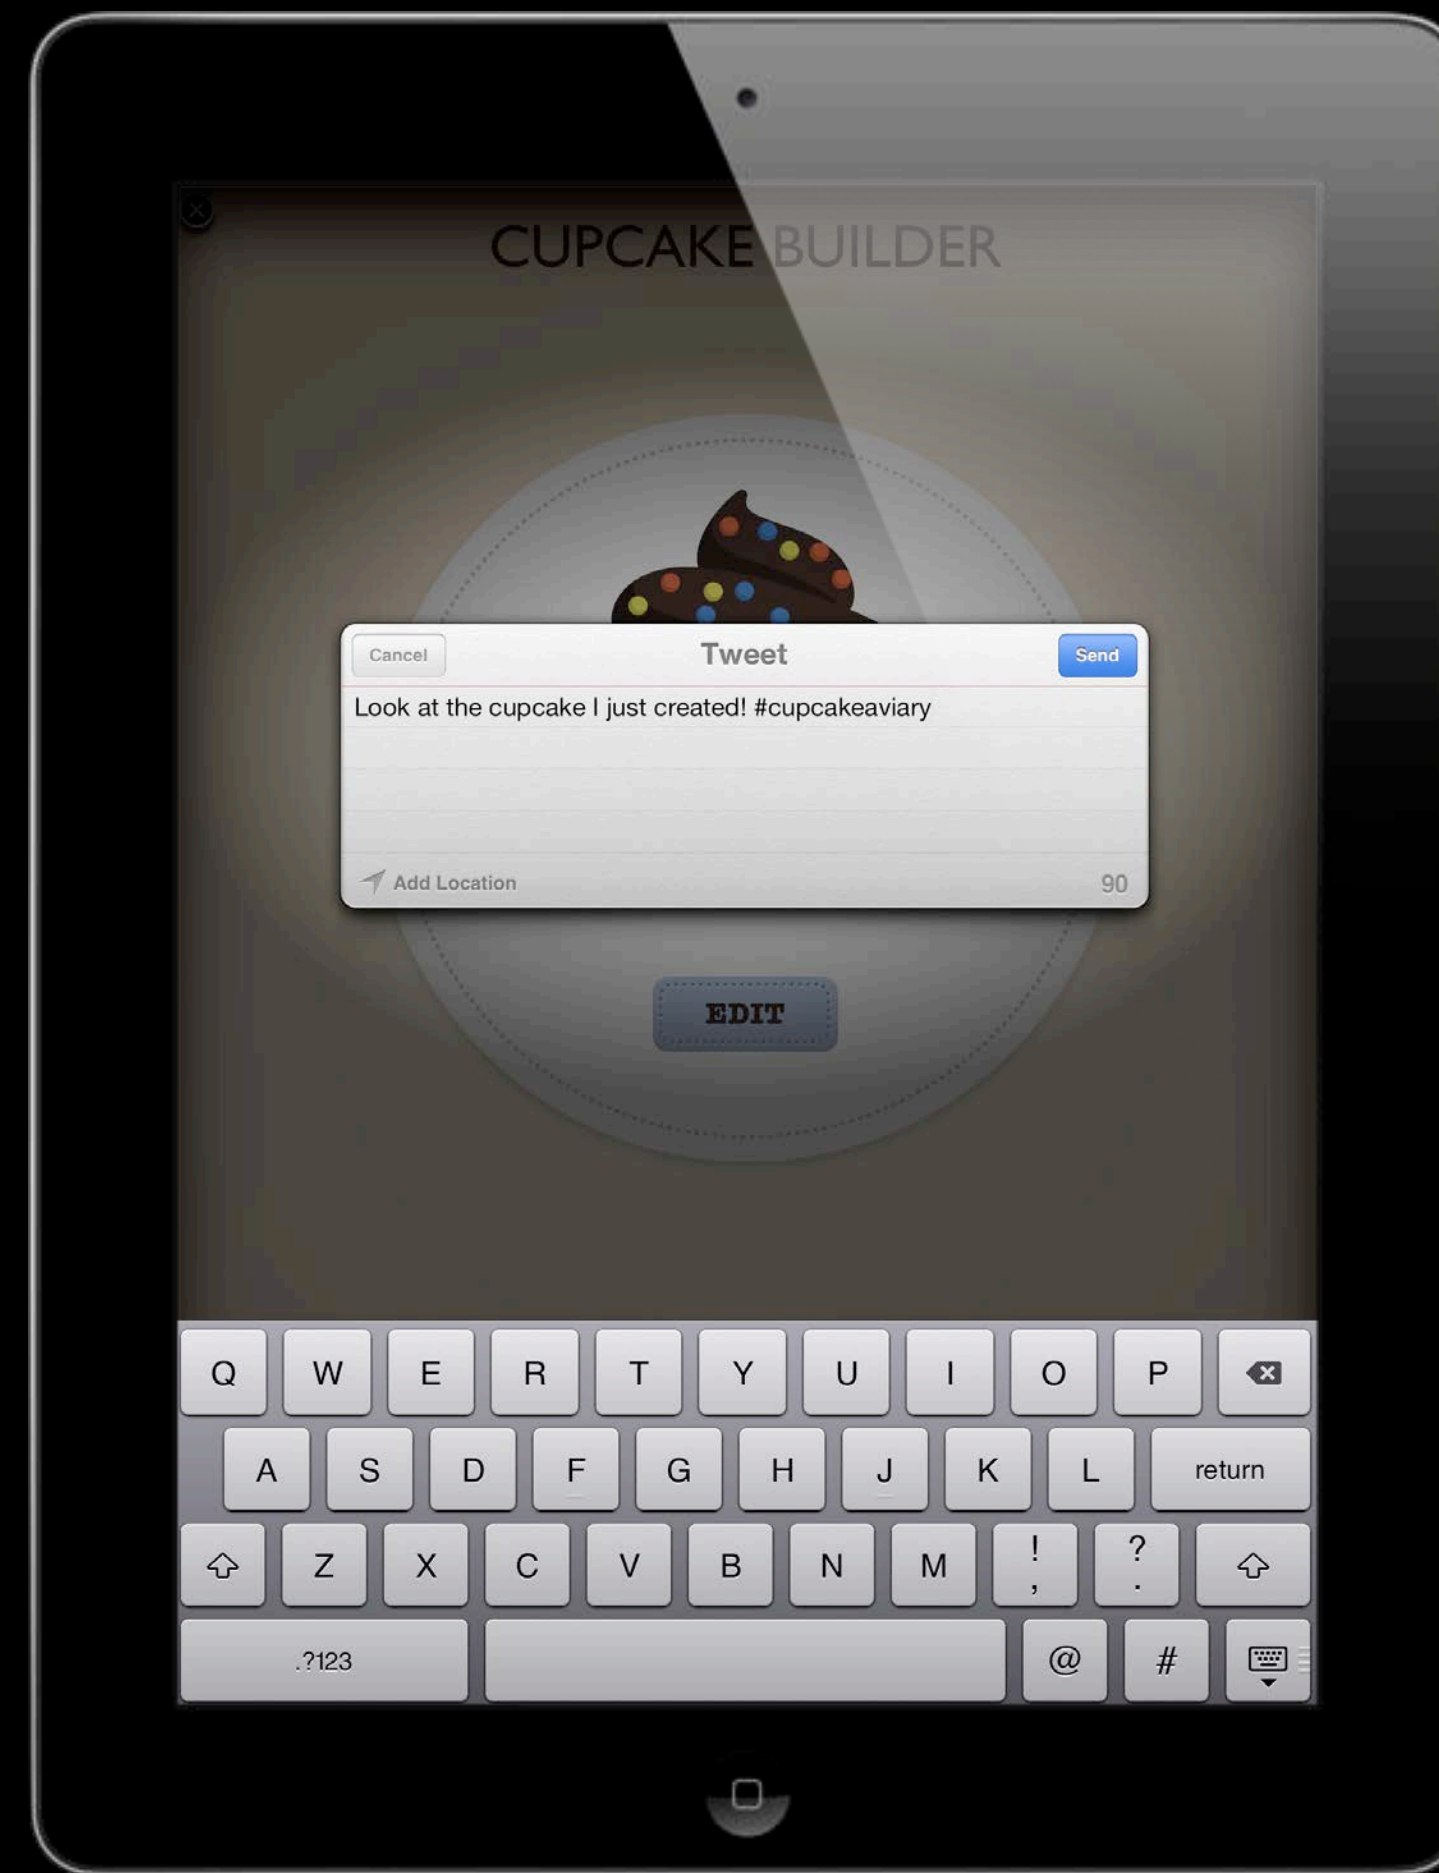 CUPCAKE BUILDER
Cancel Tweet Send
Look at the cupcake I just created! #cupcakeaviary
Add Location 90
EDIT
Q W E R T Y U I O P
A S D F G H J K L return
Z X C V B N M ! , ? .
.?123 @ #